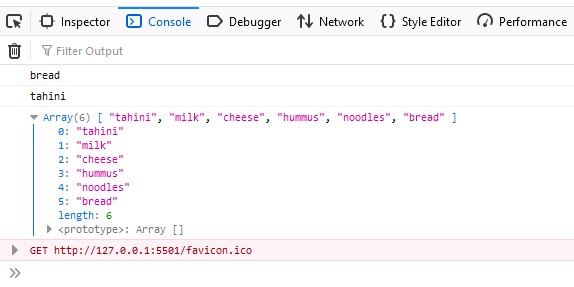 Inspector Console Debugger Network Style Editor Performance
Filter Output
bread
tahini
Array(6) [ "tahini", "milk", "cheese", "hummus", "noodles", "bread" ]
0: "tahini"
1: "milk"
2: "cheese"
3: "hummus"
4: "noodles"
5: "bread"
length: 6
<prototype>: Array []
GET http://127.0.0.1:5501/favicon.ico